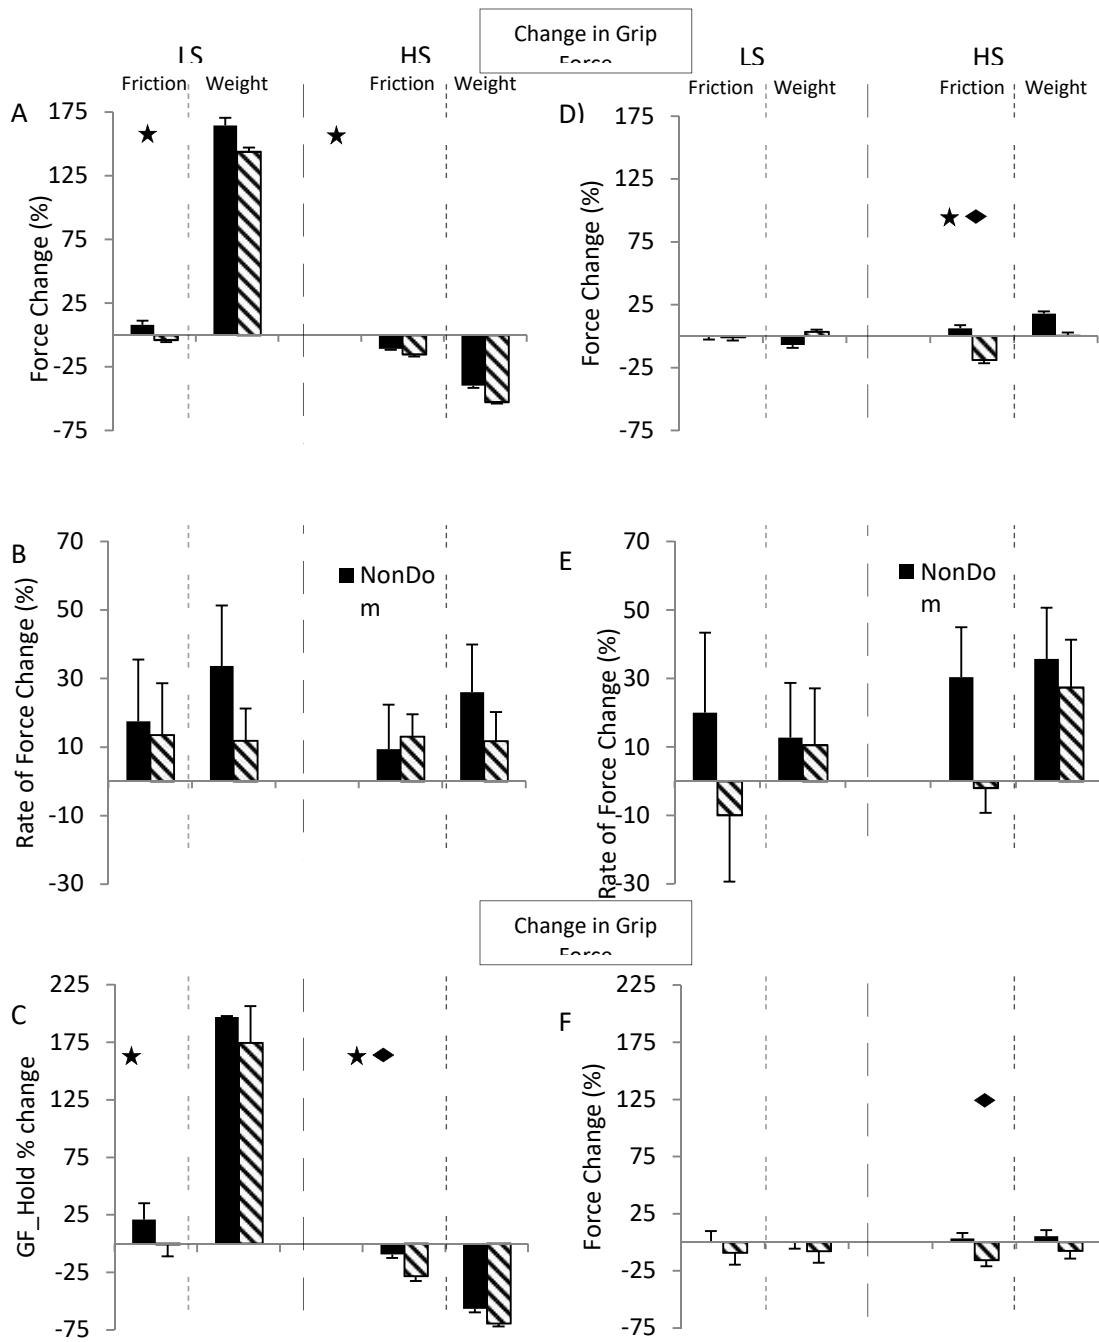 Change in Grip
Force
LS HS LS HS
Friction Weight Friction Weight Friction Weight Friction Weight
A
175
125
75
25
-25
-75
Force Change (%)
D)
175
125
75
25
-25
-75
Force Change (%)
B
70
50
30
10
-10
-30
Rate of Force Change (%)
NonDo
m
E
70
50
30
10
-10
-30
Rate of Force Change (%)
NonDo
m
Change in Grip
Force
C
225
175
125
75
25
-25
-75
GF_Hold % change
F
225
175
125
75
25
-25
-75
Force Change (%)